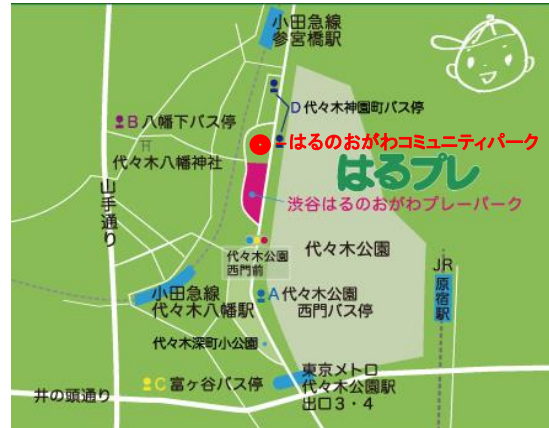 小田急線
参宮橋駅
D 代々木神園町バス停
B 八幡下バス停
はるのおがわコミュニティパーク
代々木八幡神社
はるプレ
渋谷はるのおがわプレーパーク
山手通り
代々木公園
西門前
代々木公園
JR
原宿駅
小田急線
代々木八幡駅
A 代々木公園
西門バス停
代々木深町小公園
東京メトロ
代々木公園駅
出口3・4
C 富ヶ谷バス停
井の頭通り